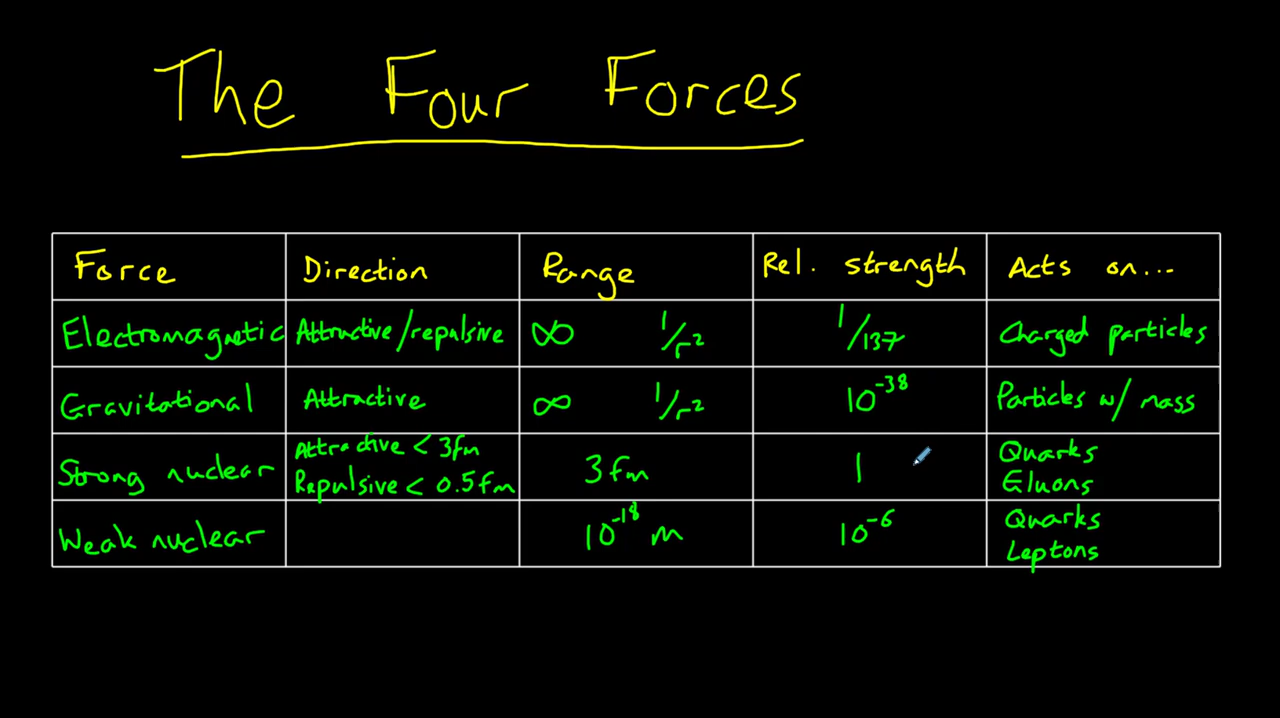 The Four Forces
Force Direction Range Rel. strength Acts on...
Electromagnetic Attractive/repulsive ∞ 1/r² 1/137 Charged particles
Gravitational Attractive ∞ 1/r² 10⁻³⁸ Particles w/ mass
Strong nuclear Attractive < 3fm Repulsive < 0.5fm 3fm 1 Quarks Eluons
Weak nuclear 10⁻¹⁸ m 10⁻⁶ Quarks Leptons